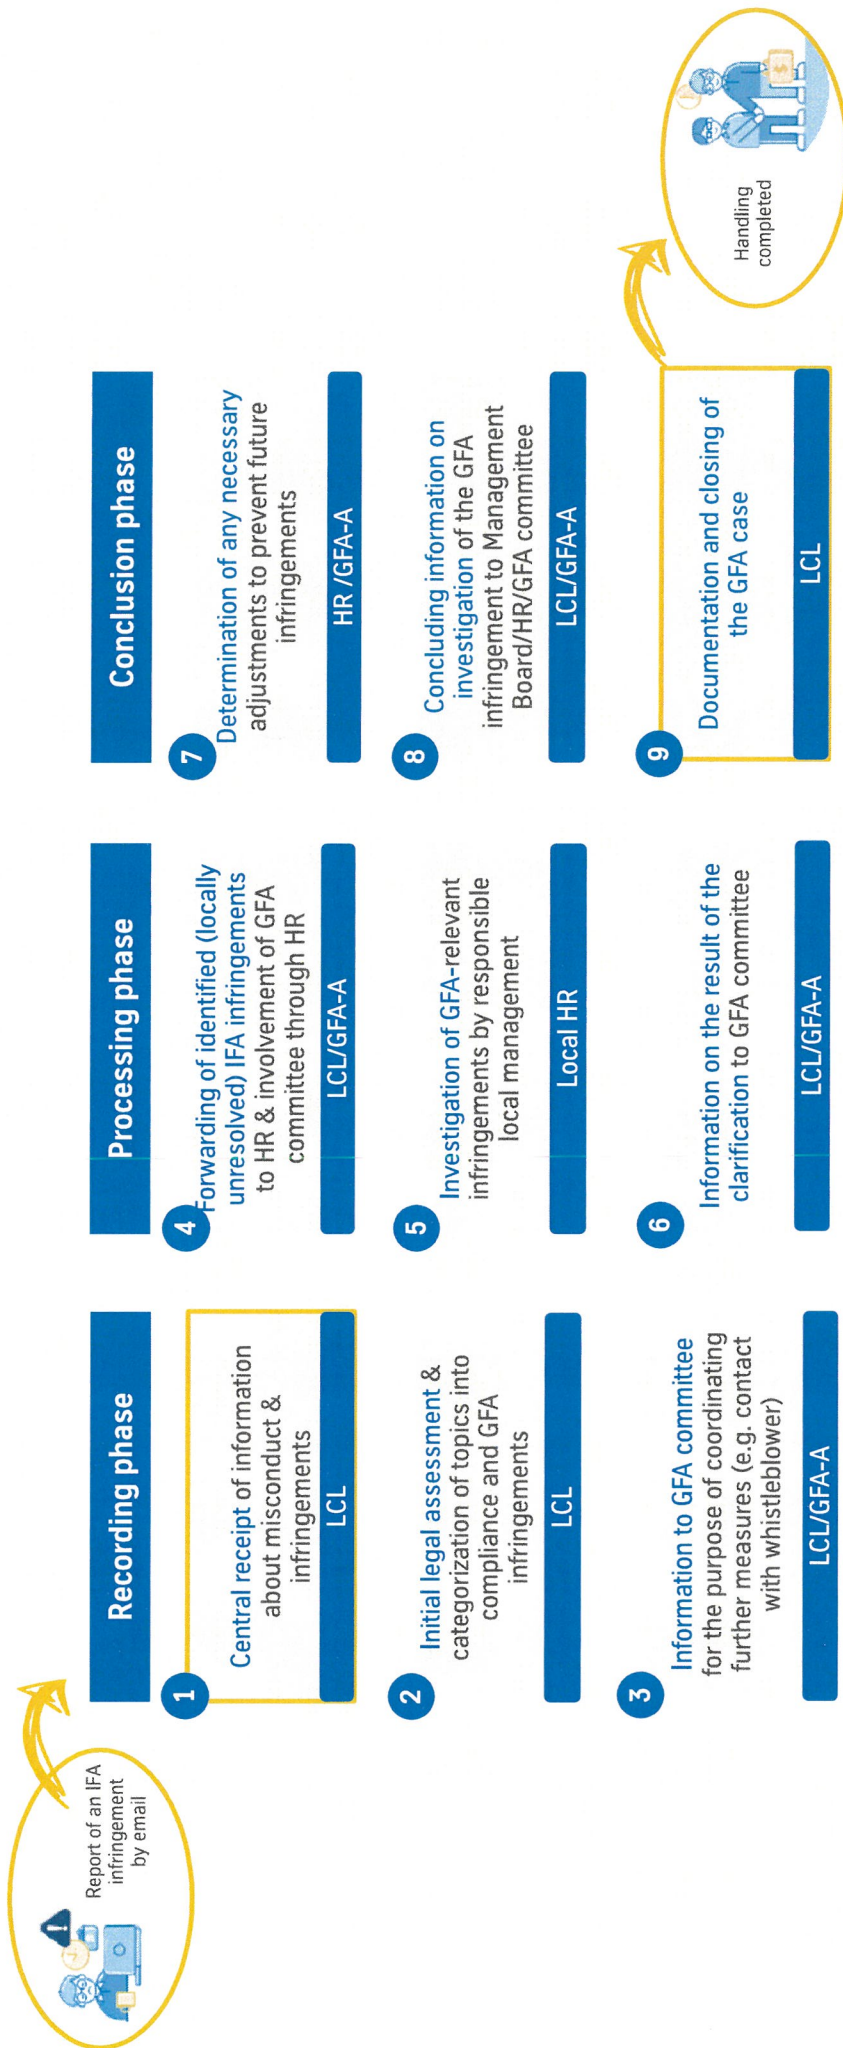 Report of an IFA
infringement
by email
Recording phase
1
Central receipt of information
about misconduct &
infringements
LCL
2
Initial legal assessment &
categorization of topics into
compliance and GFA
infringements
LCL
3
Information to GFA committee
for the purpose of coordinating
further measures (e.g. contact
with whistleblower)
LCL/GFA-A
Processing phase
4
Forwarding of identified (locally
unresolved) IFA infringements
to HR & involvement of GFA
committee through HR
LCL/GFA-A
5
Investigation of GFA-relevant
infringements by responsible
local management
Local HR
6
Information on the result of the
clarification to GFA committee
LCL/GFA-A
Conclusion phase
7
Determination of any necessary
adjustments to prevent future
infringements
HR /GFA-A
8
Concluding information on
investigation of the GFA
infringement to Management
Board/HR/GFA committee
LCL/GFA-A
9
Documentation and closing of
the GFA case
LCL
Handling
completed